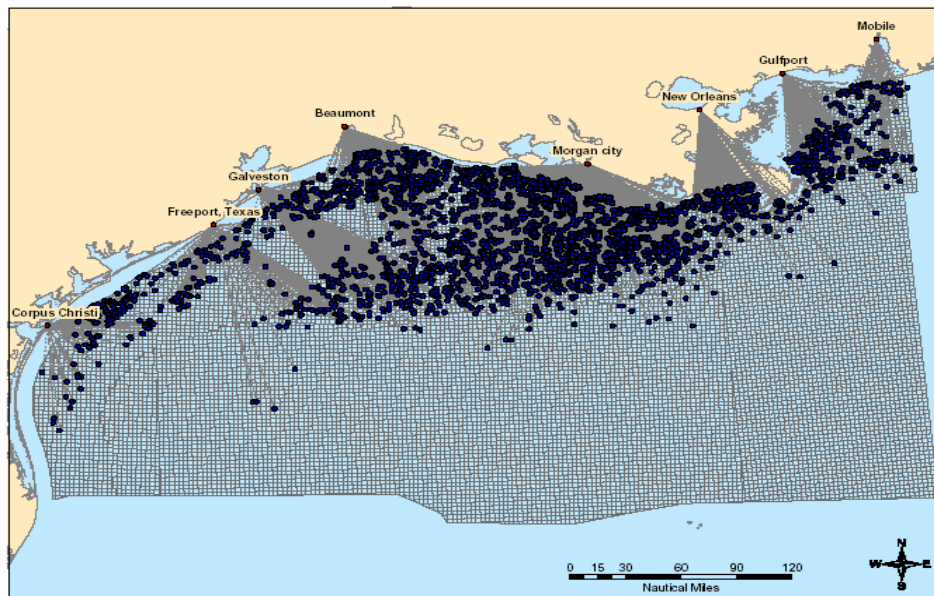 Mobile
Gulfport
New Orleans
Beaumont
Morgan city
Galveston
Freeport, Texas
Corpus Christi
N
W E
S
0 15 30 60 90 120
Nautical Miles